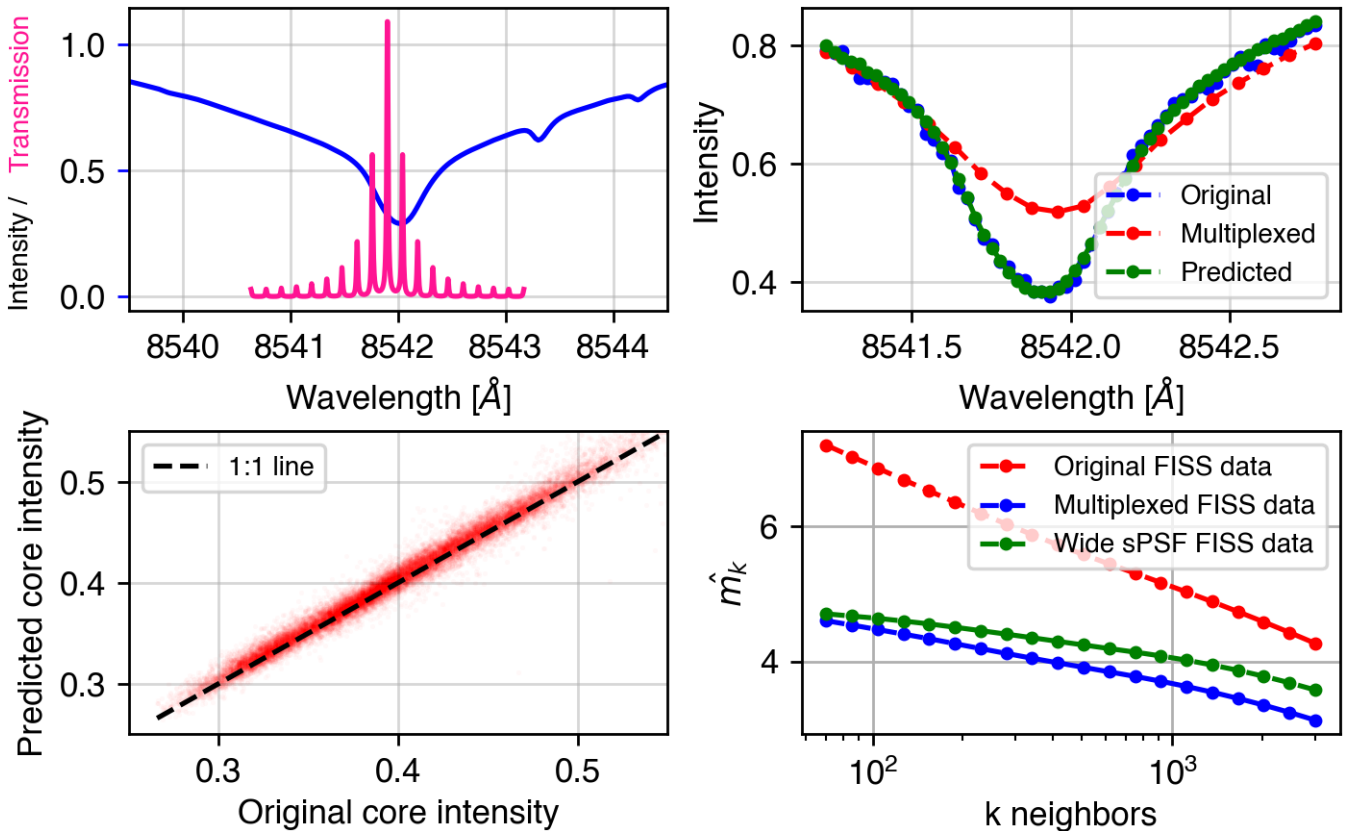 Intensity / Transmission
1.0
0.5
0.0
8540
8541
8542
8543
8544
Wavelength [Å]
Intensity
0.8
0.6
0.4
8541.5
8542.0
8542.5
Wavelength [Å]
Original
Multiplexed
Predicted
Predicted core intensity
0.5
0.4
0.3
0.3
0.4
0.5
Original core intensity
1:1 line
m̂_k
6
4
10²
10³
k neighbors
Original FISS data
Multiplexed FISS data
Wide sPSF FISS data